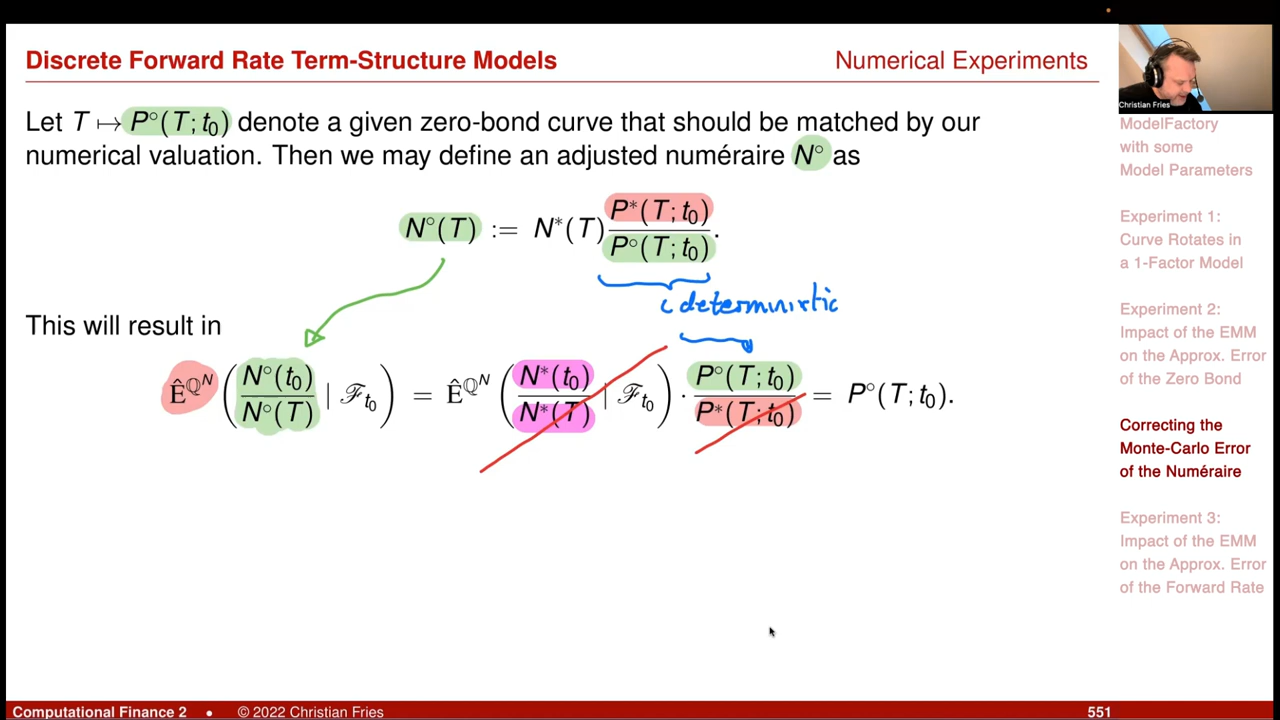 Discrete Forward Rate Term-Structure Models
Numerical Experiments
Christian Fries
Let T ↦ P°(T; t₀) denote a given zero-bond curve that should be matched by our
numerical valuation. Then we may define an adjusted numéraire N° as
N°(T) := N*(T) P*(T; t₀) / P°(T; t₀) .
deterministic
This will result in
Ê^{ℚ^N} ( N°(t₀) / N°(T) | ℱ_{t₀} ) = Ê^{ℚ^N} ( N*(t₀) / N*(T) | ℱ_{t₀} ) · P°(T; t₀) / P*(T; t₀) = P°(T; t₀).
ModelFactory
with some
Model Parameters
Experiment 1:
Curve Rotates in
a 1-Factor Model
Experiment 2:
Impact of the EMM
on the Approx. Error
of the Zero Bond
Correcting the
Monte-Carlo Error
of the Numéraire
Experiment 3:
Impact of the EMM
on the Approx. Error
of the Forward Rate
Computational Finance 2 • © 2022 Christian Fries
551